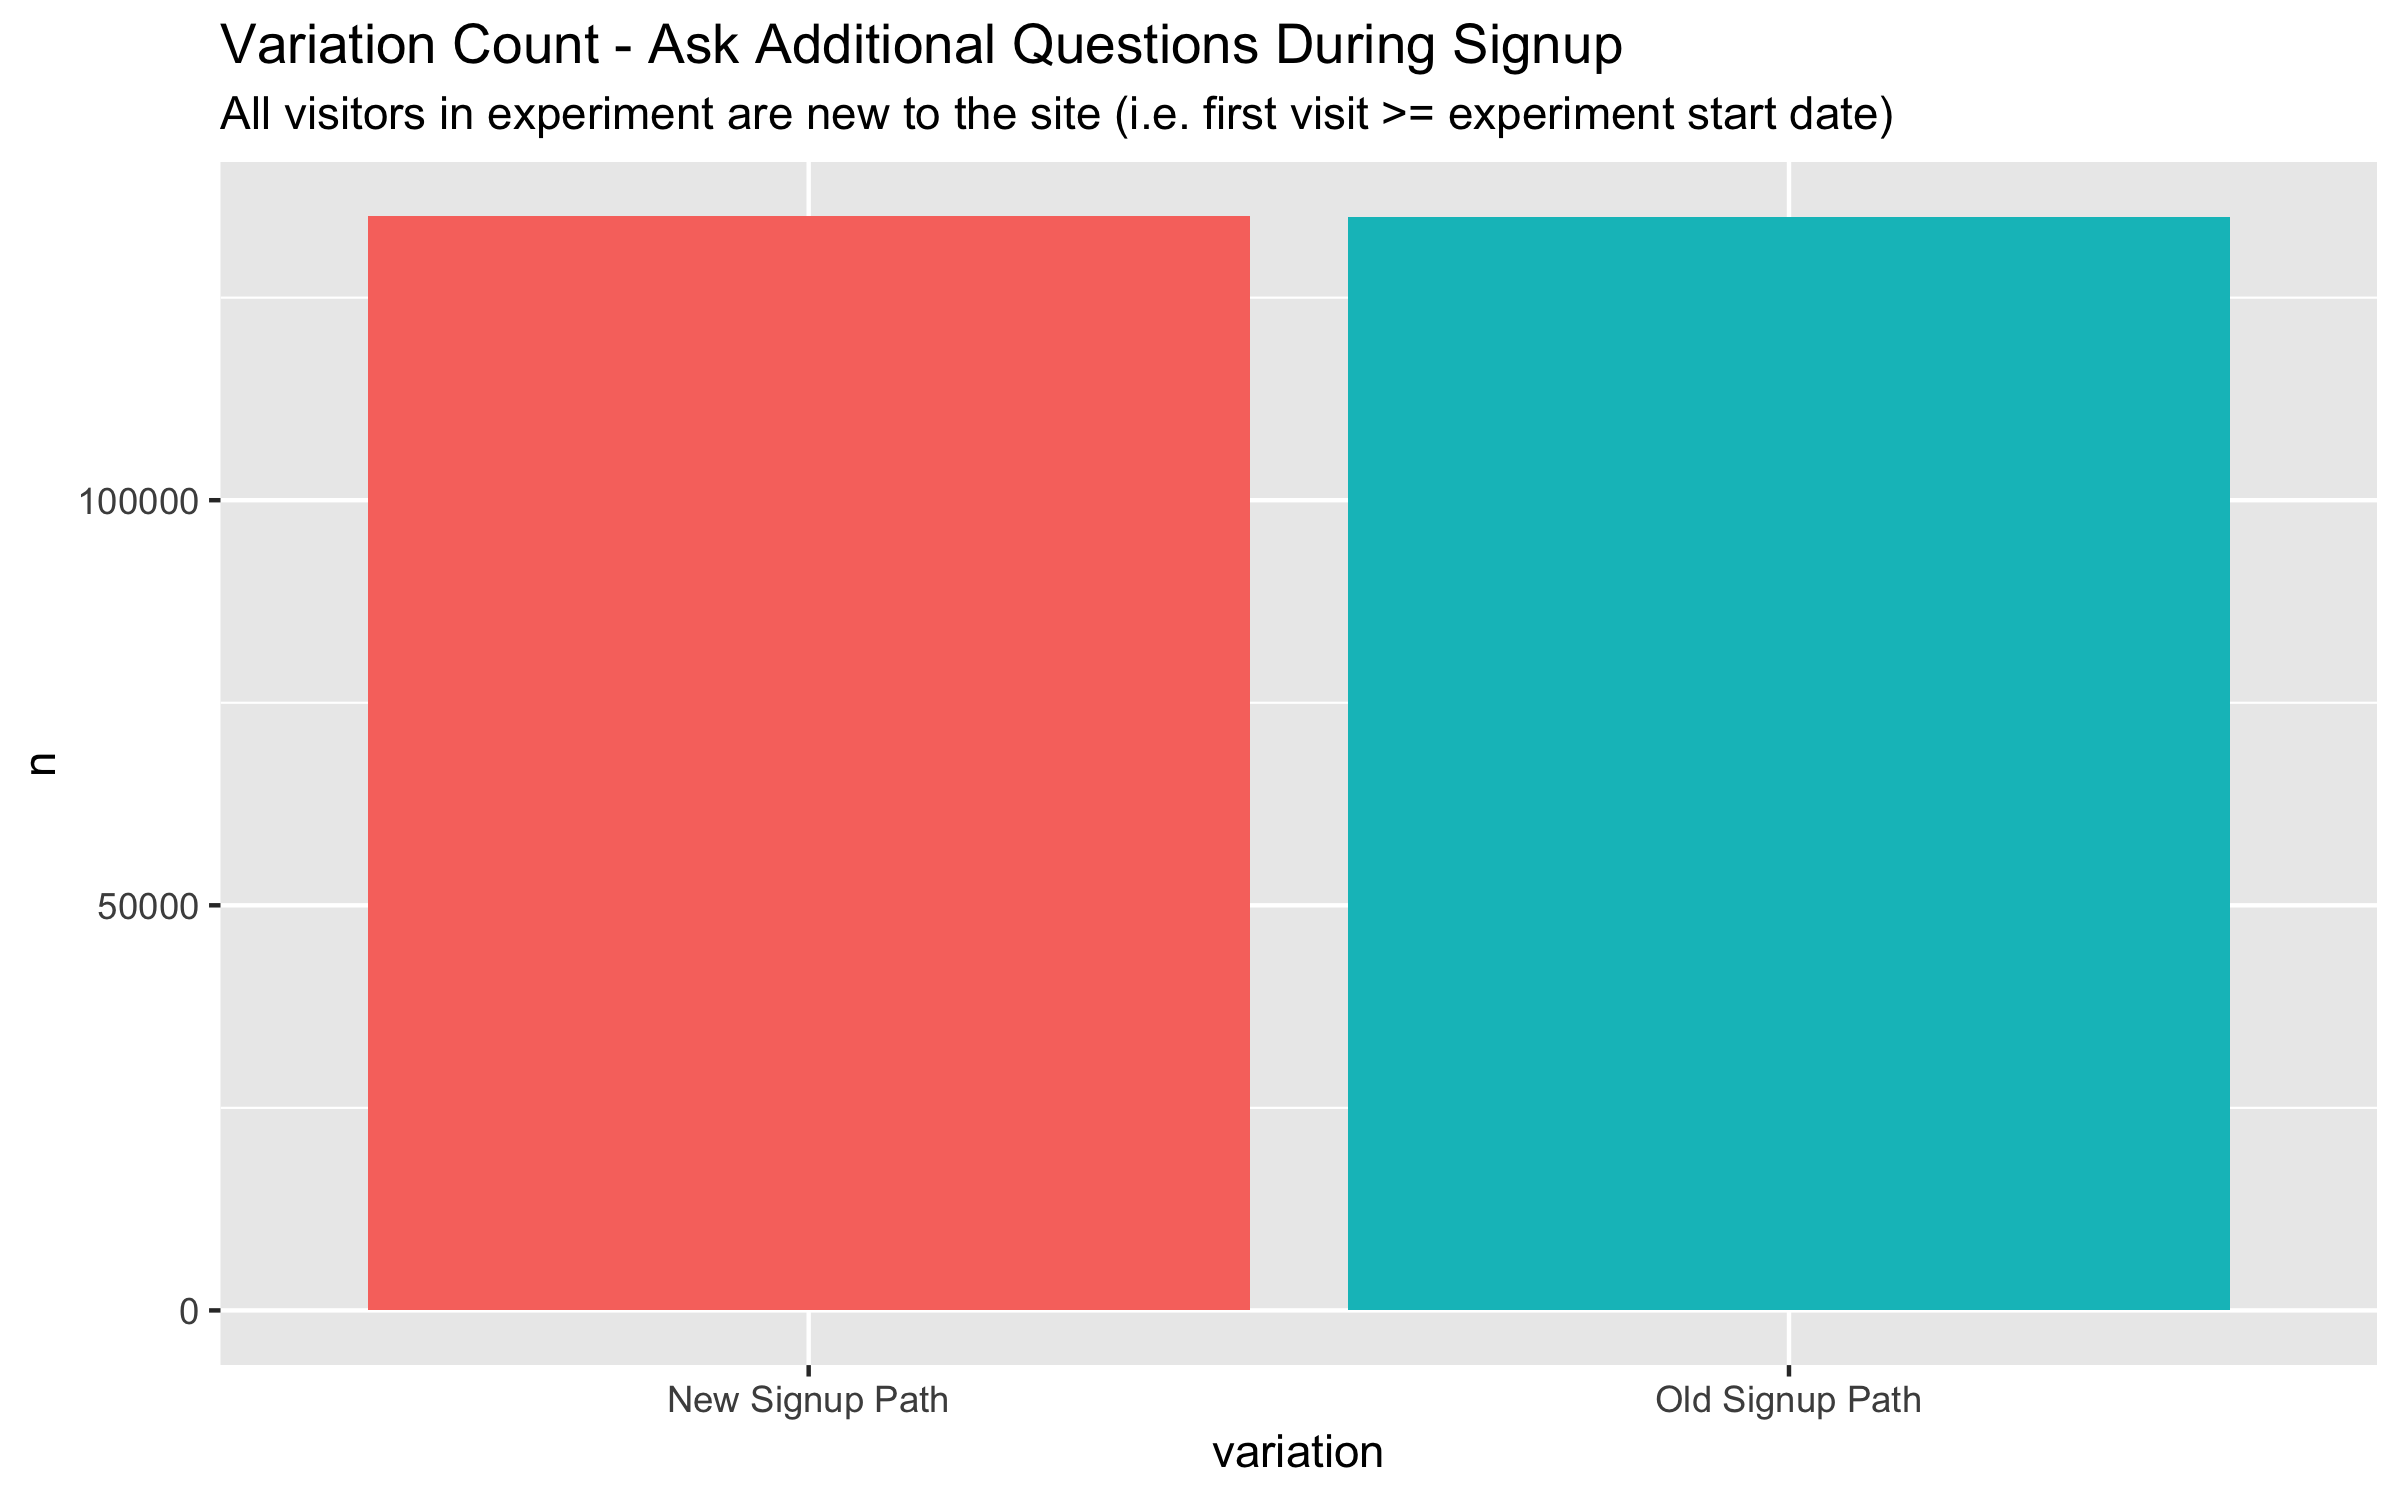 Variation Count - Ask Additional Questions During Signup
All visitors in experiment are new to the site (i.e. first visit >= experiment start date)
100000
50000
0
n
New Signup Path
Old Signup Path
variation